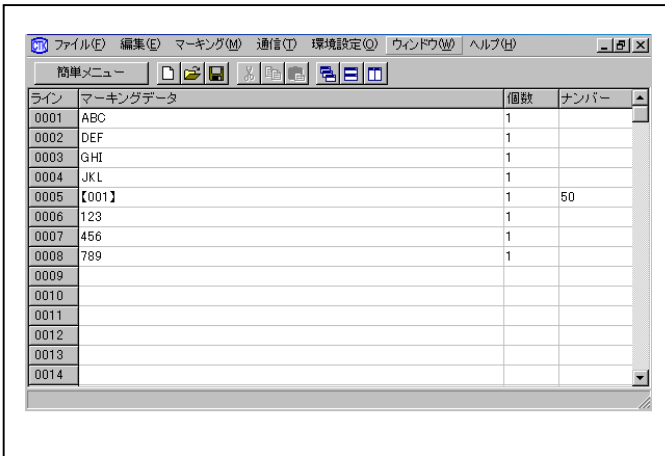 CTK ファイル(F) 編集(E) マーキング(M) 通信(T) 環境設定(O) ウィンドウ(W) ヘルプ(H)
簡単メニュー
ライン マーキングデータ 個数 ナンバー
0001 ABC 1
0002 DEF 1
0003 GHI 1
0004 JKL 1
0005 【001】 1 50
0006 123 1
0007 456 1
0008 789 1
0009
0010
0011
0012
0013
0014